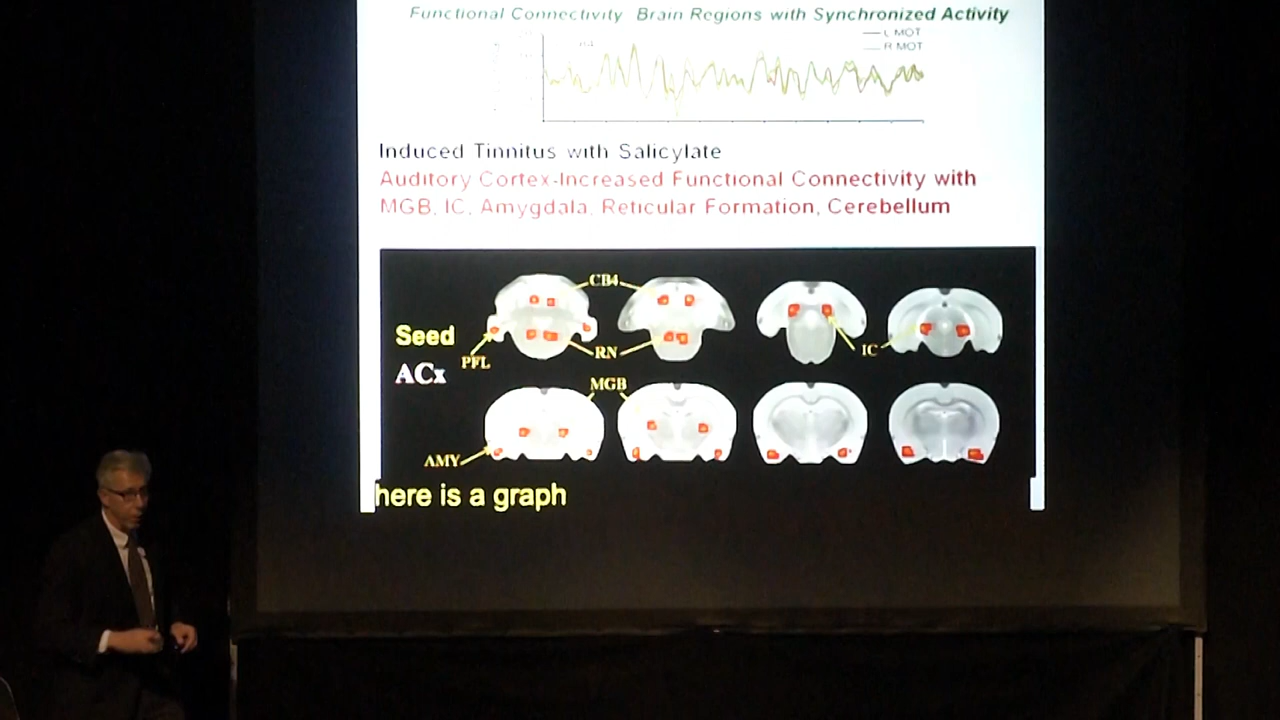 Functional Connectivity Brain Regions with Synchronized Activity
L MOT
R MOT
Induced Tinnitus with Salicylate
Auditory Cortex-Increased Functional Connectivity with
MGB, IC, Amygdala, Reticular Formation, Cerebellum
CB4
Seed
PFL
RN
IC
ACx
MGB
AMY
here is a graph